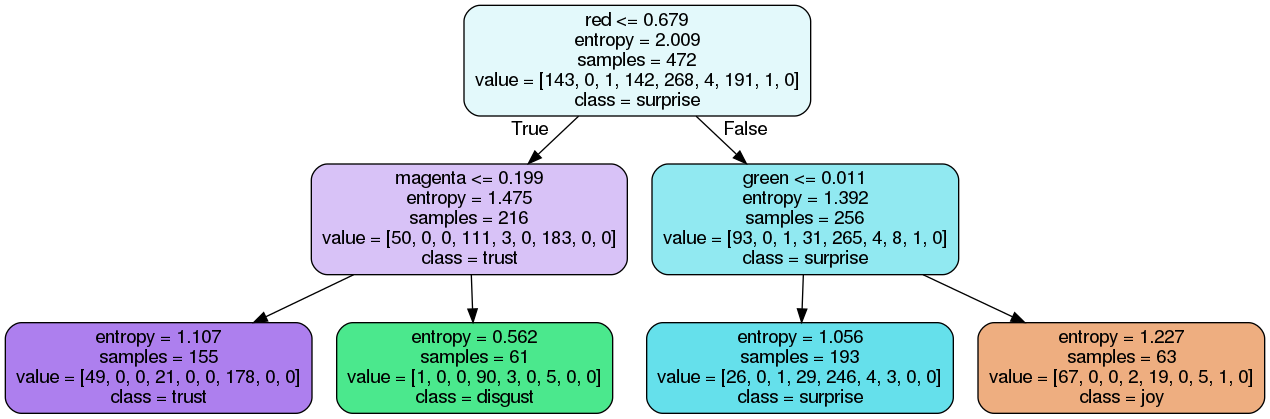 red <= 0.679
entropy = 2.009
samples = 472
value = [143, 0, 1, 142, 268, 4, 191, 1, 0]
class = surprise
True
False
magenta <= 0.199
entropy = 1.475
samples = 216
value = [50, 0, 0, 111, 3, 0, 183, 0, 0]
class = trust
green <= 0.011
entropy = 1.392
samples = 256
value = [93, 0, 1, 31, 265, 4, 8, 1, 0]
class = surprise
entropy = 1.107
samples = 155
value = [49, 0, 0, 21, 0, 0, 178, 0, 0]
class = trust
entropy = 0.562
samples = 61
value = [1, 0, 0, 90, 3, 0, 5, 0, 0]
class = disgust
entropy = 1.056
samples = 193
value = [26, 0, 1, 29, 246, 4, 3, 0, 0]
class = surprise
entropy = 1.227
samples = 63
value = [67, 0, 0, 2, 19, 0, 5, 1, 0]
class = joy